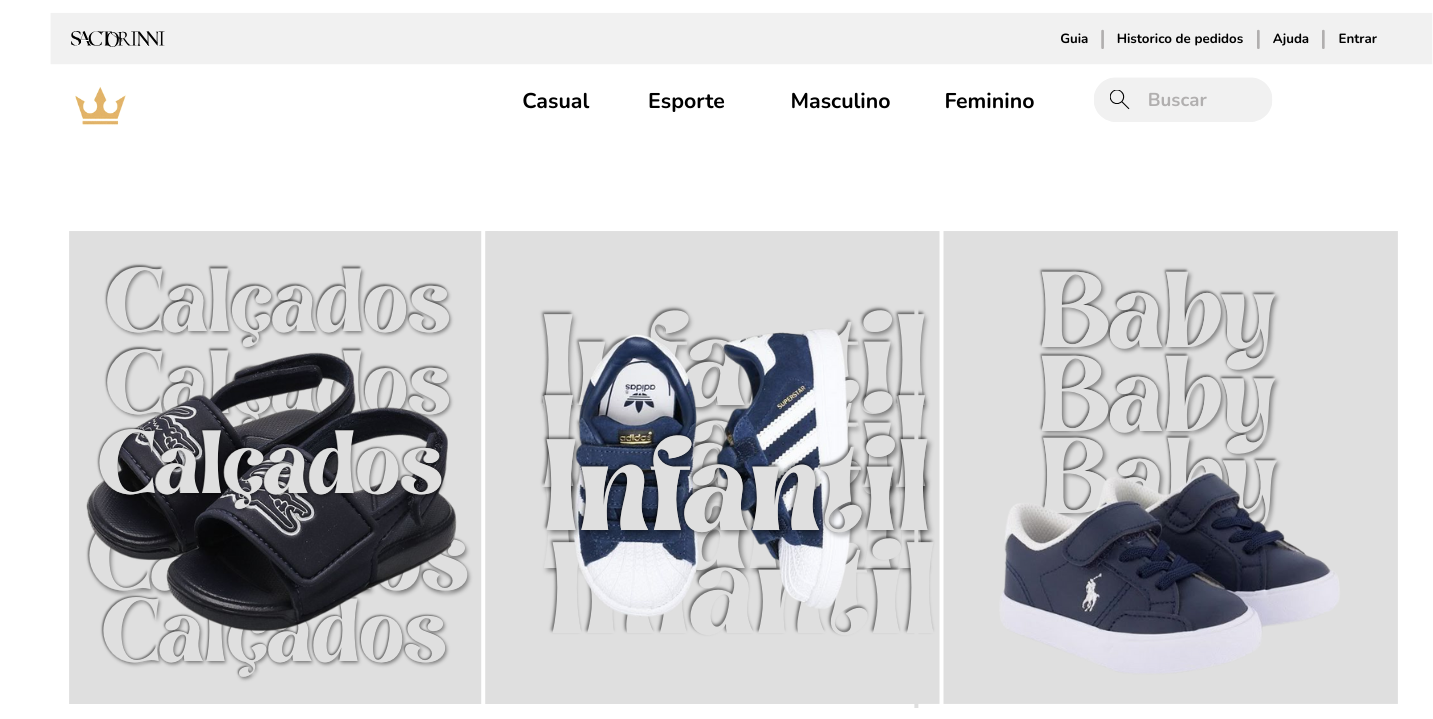 SACTORINNI
Guia | Historico de pedidos | Ajuda | Entrar
Casual Esporte Masculino Feminino Buscar
Calçados
Calçados
Calçados
Calçados
Calçados
Infantil
Infantil
Infantil
Infantil
Infantil
adidas
adidas
SUPERSTAR
Baby
Baby
Baby